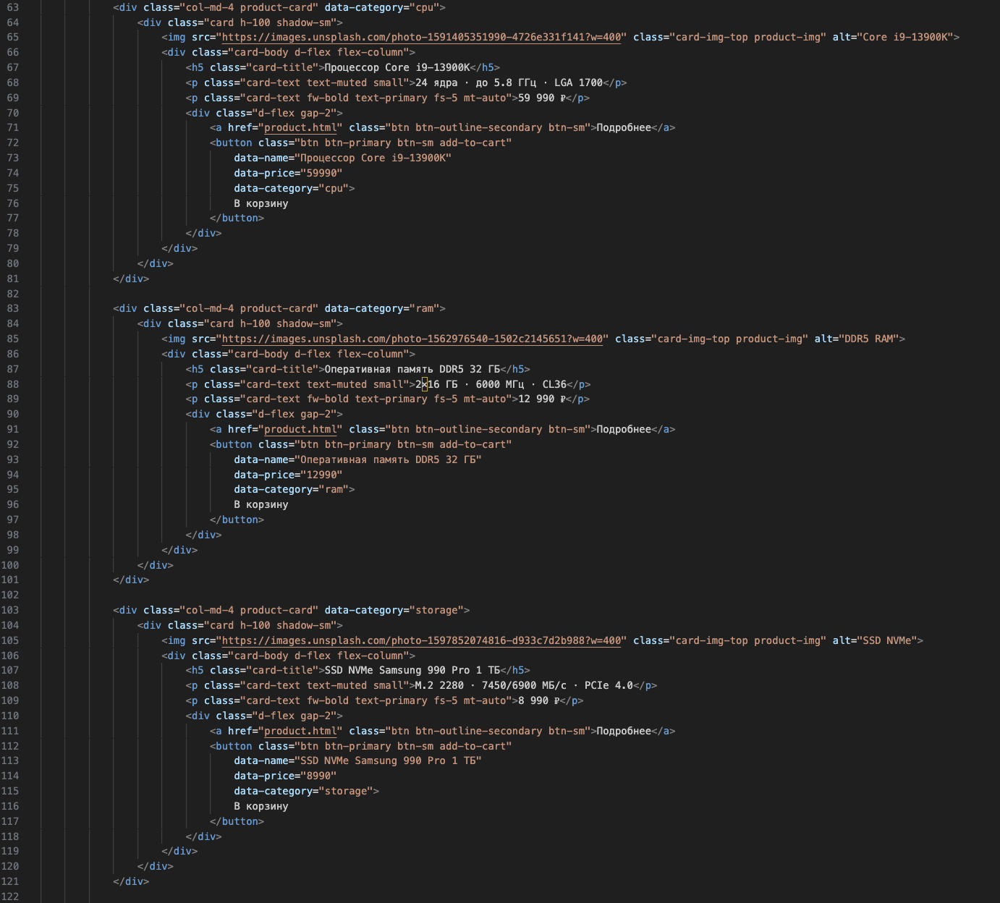 63 <div class="col-md-4 product-card" data-category="cpu">
64 <div class="card h-100 shadow-sm">
65 <img src="https://images.unsplash.com/photo-1591405351990-4726e331f141?w=400" class="card-img-top product-img" alt="Core i9-13900K">
66 <div class="card-body d-flex flex-column">
67 <h5 class="card-title">Процессор Core i9-13900K</h5>
68 <p class="card-text text-muted small">24 ядра · до 5.8 ГГц · LGA 1700</p>
69 <p class="card-text fw-bold text-primary fs-5 mt-auto">59 990 ₽</p>
70 <div class="d-flex gap-2">
71 <a href="product.html" class="btn btn-outline-secondary btn-sm">Подробнее</a>
72 <button class="btn btn-primary btn-sm add-to-cart"
73 data-name="Процессор Core i9-13900K"
74 data-price="59990"
75 data-category="cpu">
76 В корзину
77 </button>
78 </div>
79 </div>
80 </div>
81 </div>
82
83 <div class="col-md-4 product-card" data-category="ram">
84 <div class="card h-100 shadow-sm">
85 <img src="https://images.unsplash.com/photo-1562976540-1502c2145651?w=400" class="card-img-top product-img" alt="DDR5 RAM">
86 <div class="card-body d-flex flex-column">
87 <h5 class="card-title">Оперативная память DDR5 32 ГБ</h5>
88 <p class="card-text text-muted small">2×16 ГБ · 6000 МГц · CL36</p>
89 <p class="card-text fw-bold text-primary fs-5 mt-auto">12 990 ₽</p>
90 <div class="d-flex gap-2">
91 <a href="product.html" class="btn btn-outline-secondary btn-sm">Подробнее</a>
92 <button class="btn btn-primary btn-sm add-to-cart"
93 data-name="Оперативная память DDR5 32 ГБ"
94 data-price="12990"
95 data-category="ram">
96 В корзину
97 </button>
98 </div>
99 </div>
100 </div>
101 </div>
102
103 <div class="col-md-4 product-card" data-category="storage">
104 <div class="card h-100 shadow-sm">
105 <img src="https://images.unsplash.com/photo-1597852074816-d933c7d2b988?w=400" class="card-img-top product-img" alt="SSD NVMe">
106 <div class="card-body d-flex flex-column">
107 <h5 class="card-title">SSD NVMe Samsung 990 Pro 1 ТБ</h5>
108 <p class="card-text text-muted small">M.2 2280 · 7450/6900 МБ/с · PCIe 4.0</p>
109 <p class="card-text fw-bold text-primary fs-5 mt-auto">8 990 ₽</p>
110 <div class="d-flex gap-2">
111 <a href="product.html" class="btn btn-outline-secondary btn-sm">Подробнее</a>
112 <button class="btn btn-primary btn-sm add-to-cart"
113 data-name="SSD NVMe Samsung 990 Pro 1 ТБ"
114 data-price="8990"
115 data-category="storage">
116 В корзину
117 </button>
118 </div>
119 </div>
120 </div>
121 </div>
122